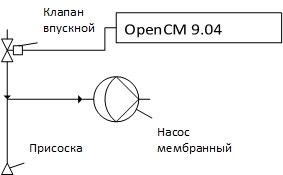 Клапан
впускной
OpenCM 9.04
Присоска
Насос
мембранный